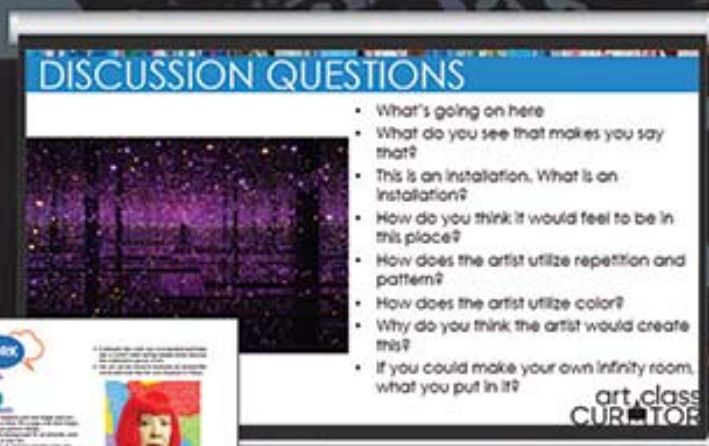 DISCUSSION QUESTIONS
• What's going on here
• What do you see that makes you say
that?
• This is an installation. What is an
installation?
• How do you think it would feel to be in
this place?
• How does the artist utilize repetition and
pattern?
• How does the artist utilize color?
• Why do you think the artist would create
this?
• If you could make your own infinity room,
what you put in it?
art class
CURATOR